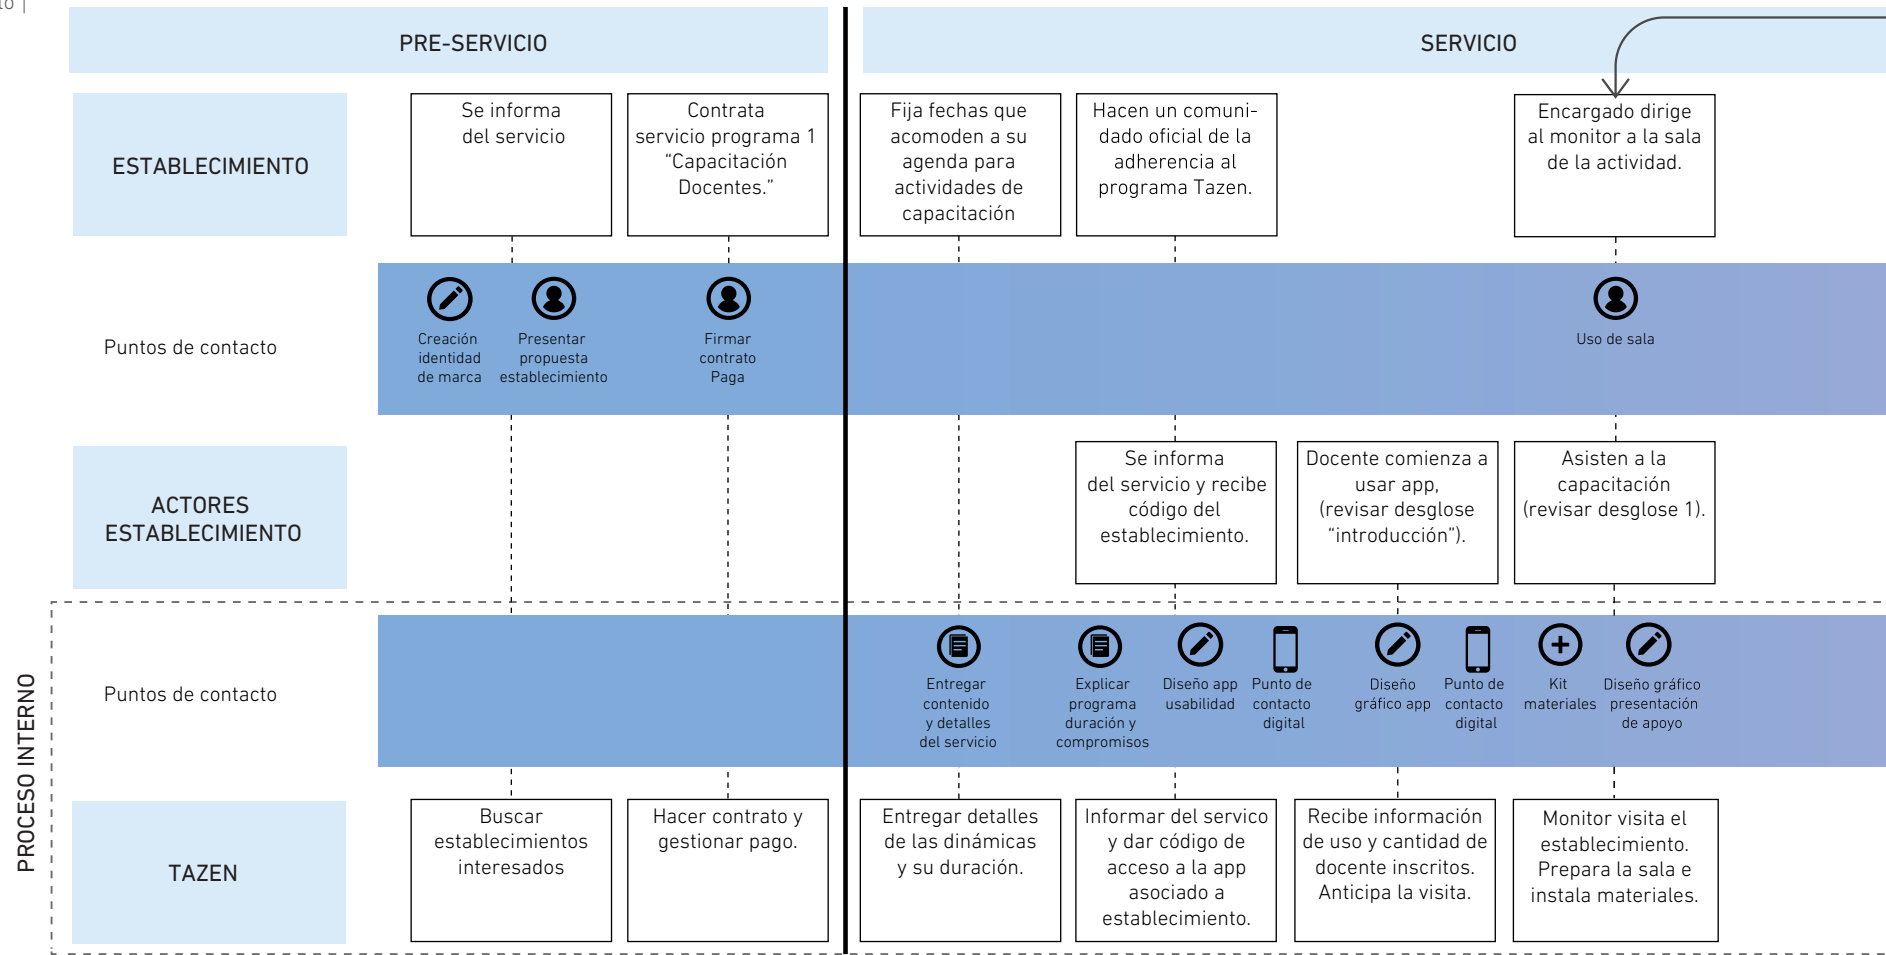 PRE-SERVICIO
SERVICIO
ESTABLECIMIENTO
Se informa
del servicio
Contrata
servicio programa 1
“Capacitación
Docentes.“
Fija fechas que
acomoden a su
agenda para
actividades de
capacitación
Hacen un comuni-
dado oficial de la
adherencia al
programa Tazen.
Encargado dirige
al monitor a la sala
de la actividad.
Puntos de contacto
Creación
identidad
de marca
Presentar
propuesta
establecimiento
Firmar
contrato
Paga
Uso de sala
ACTORES
ESTABLECIMIENTO
Se informa
del servicio y recibe
código del
establecimiento.
Docente comienza a
usar app,
(revisar desglose
“introducción“).
Asisten a la
capacitación
(revisar desglose 1).
PROCESO INTERNO
Puntos de contacto
Entregar
contenido
y detalles
del servicio
Explicar
programa
duración y
compromisos
Diseño app
usabilidad
Punto de
contacto
digital
Diseño
gráfico app
Punto de
contacto
digital
Kit
materiales
Diseño gráfico
presentación
de apoyo
TAZEN
Buscar
establecimientos
interesados
Hacer contrato y
gestionar pago.
Entregar detalles
de las dinámicas
y su duración.
Informar del servico
y dar código de
acceso a la app
asociado a
establecimiento.
Recibe información
de uso y cantidad de
docente inscritos.
Anticipa la visita.
Monitor visita el
establecimiento.
Prepara la sala e
instala materiales.